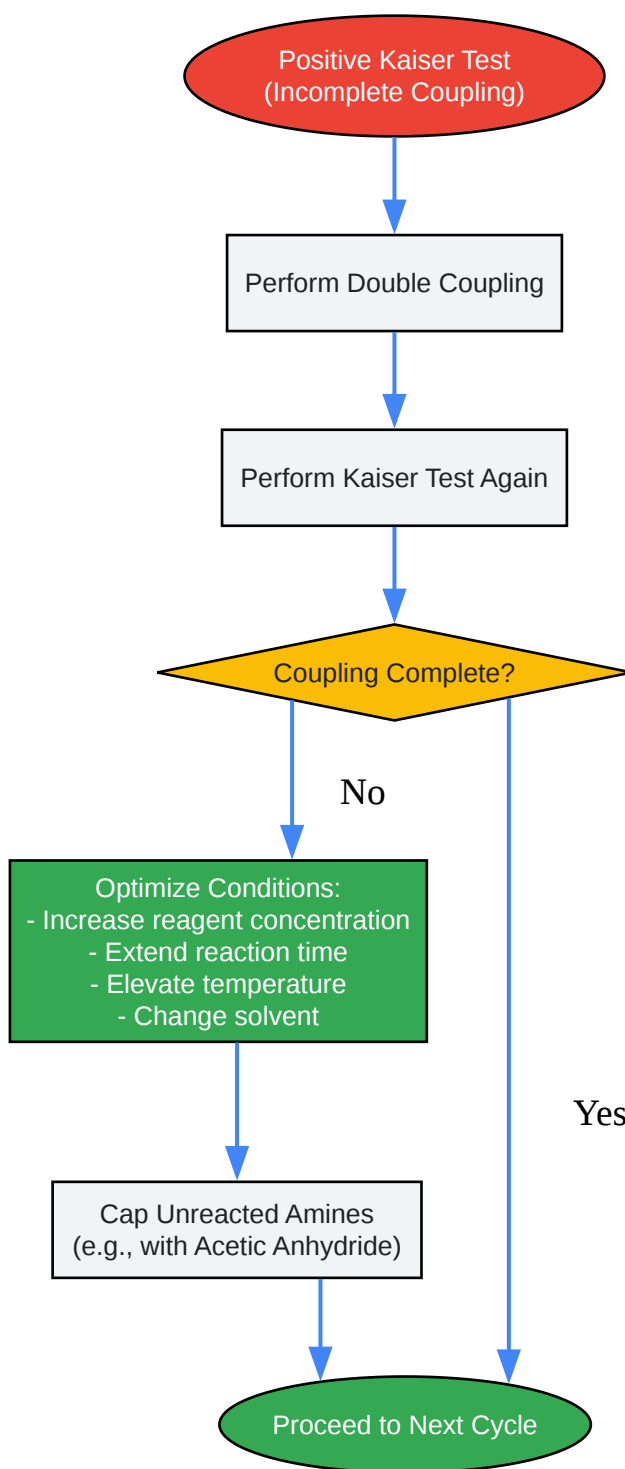 Positive Kaiser Test
(Incomplete Coupling)
Perform Double Coupling
Perform Kaiser Test Again
Coupling Complete?
No
Optimize Conditions:
- Increase reagent concentration
- Extend reaction time
- Elevate temperature
- Change solvent
Yes
Cap Unreacted Amines
(e.g., with Acetic Anhydride)
Proceed to Next Cycle